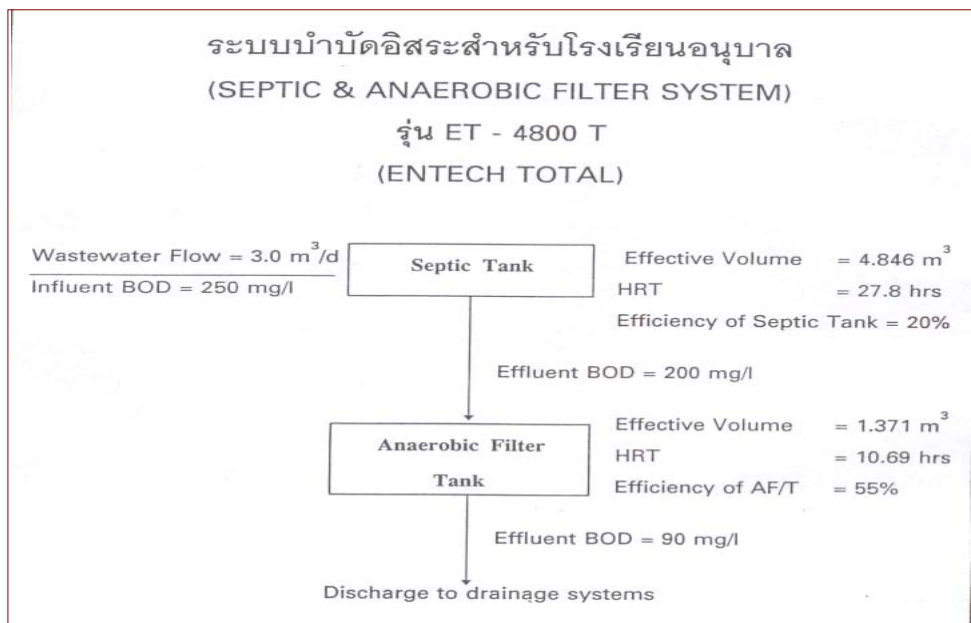 ระบบบำบัดอิสระสำหรับโรงเรียนอนุบาล
(SEPTIC & ANAEROBIC FILTER SYSTEM)
รุ่น ET - 4800 T
(ENTECH TOTAL)
Wastewater Flow = 3.0 m³/d
Influent BOD = 250 mg/l
Septic Tank
Effective Volume = 4.846 m³
HRT = 27.8 hrs
Efficiency of Septic Tank = 20%
Effluent BOD = 200 mg/l
Anaerobic Filter
Tank
Effective Volume = 1.371 m³
HRT = 10.69 hrs
Efficiency of AF/T = 55%
Effluent BOD = 90 mg/l
Discharge to drainage systems